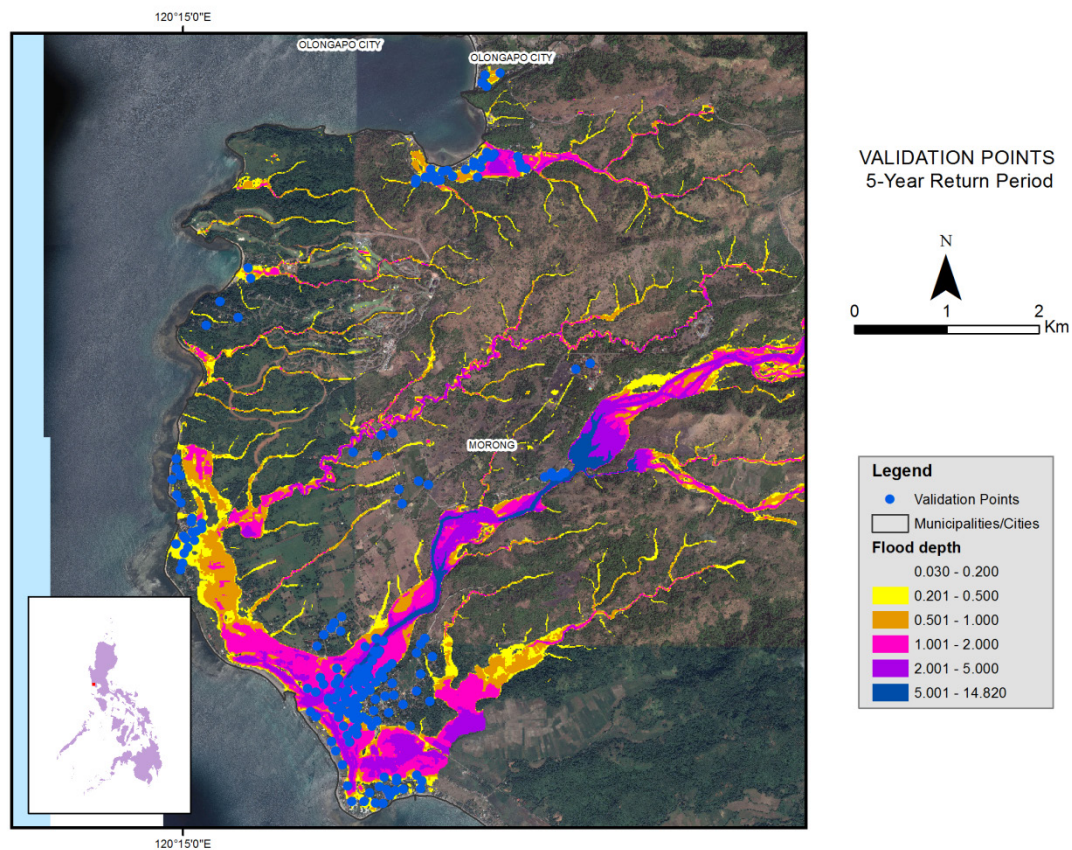 120°15'0"E
OLONGAPO CITY
OLONGAPO CITY
MORONG
120°15'0"E
VALIDATION POINTS
5-Year Return Period
N
0 1 2
Km
Legend
Validation Points
Municipalities/Cities
Flood depth
0.030 - 0.200
0.201 - 0.500
0.501 - 1.000
1.001 - 2.000
2.001 - 5.000
5.001 - 14.820